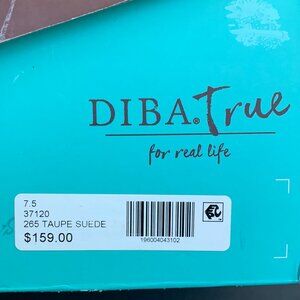 DIBA. True
for real life
7.5
37120
265 TAUPE SUEDE
$159.00
196004043102